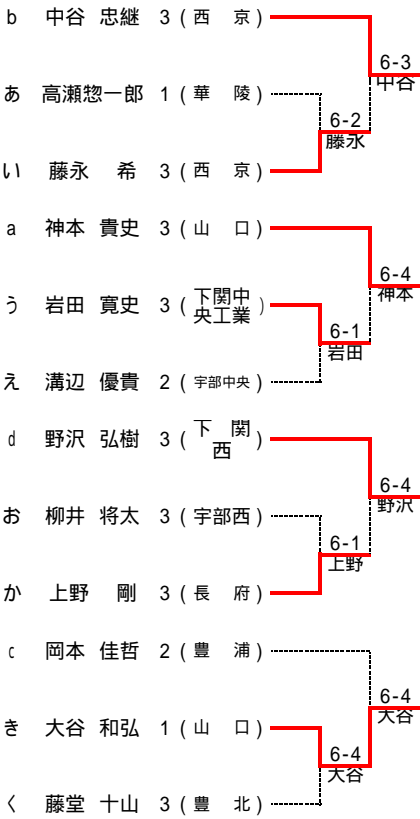 b 中谷 忠継 3 ( 西 京 )
6-3
中谷
あ 高瀬惣一郎 1 ( 華 陵 )
6-2
藤永
い 藤永 希 3 ( 西 京 )
a 神本 貴史 3 ( 山 口 )
6-4
神本
う 岩田 寛史 3 ( 下関中央工業 )
6-1
岩田
え 溝辺 優貴 2 ( 宇部中央 )
d 野沢 弘樹 3 ( 下関西 )
6-4
野沢
お 柳井 将太 3 ( 宇部西 )
6-1
上野
か 上野 剛 3 ( 長 府 )
c 岡本 佳哲 2 ( 豊 浦 )
6-4
大谷
き 大谷 和弘 1 ( 山 口 )
6-4
大谷
く 藤堂 十山 3 ( 豊 北 )